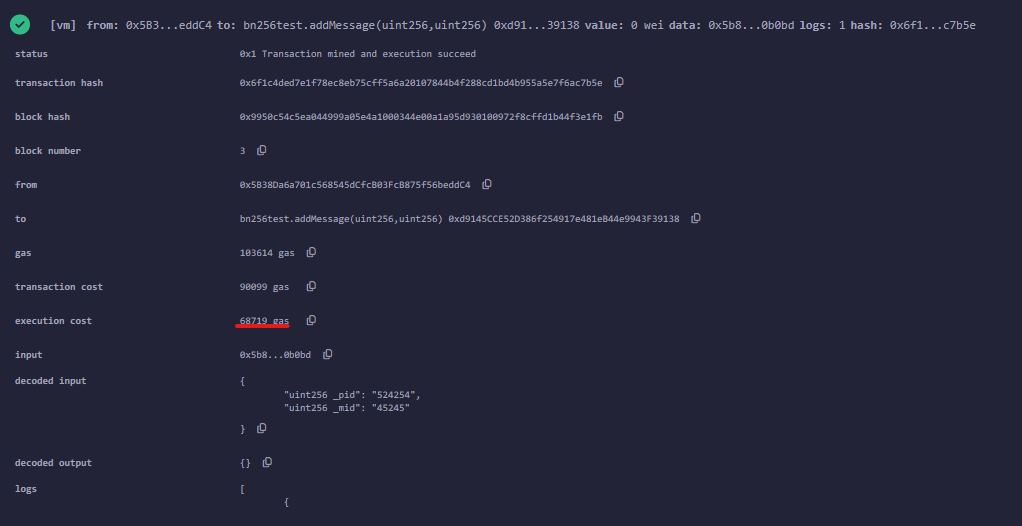 [vm] from: 0x5B3...eddC4 to: bn256test.addMessage(uint256,uint256) 0xd91...39138 value: 0 wei data: 0x5b8...0b0bd logs: 1 hash: 0x6f1...c7b5e
status 0x1 Transaction mined and execution succeed
transaction hash 0x6f1c4ded7e1f78ec8eb75cff5a6a20107844b4f288cd1bd4b955a5e7f6ac7b5e
block hash 0x9950c54c5ea044999a05e4a1000344e00a1a95d930100972f8cffd1b44f3e1fb
block number 3
from 0x5B38Da6a701c568545dCfcB03FcB875f56beddC4
to bn256test.addMessage(uint256,uint256) 0xd9145CCE52D386f254917e481eB44e9943F39138
gas 103614 gas
transaction cost 90099 gas
execution cost 68719 gas
input 0x5b8...0b0bd
decoded input {
"uint256 _pid": "524254",
"uint256 _mid": "45245"
}
decoded output {}
logs [
{